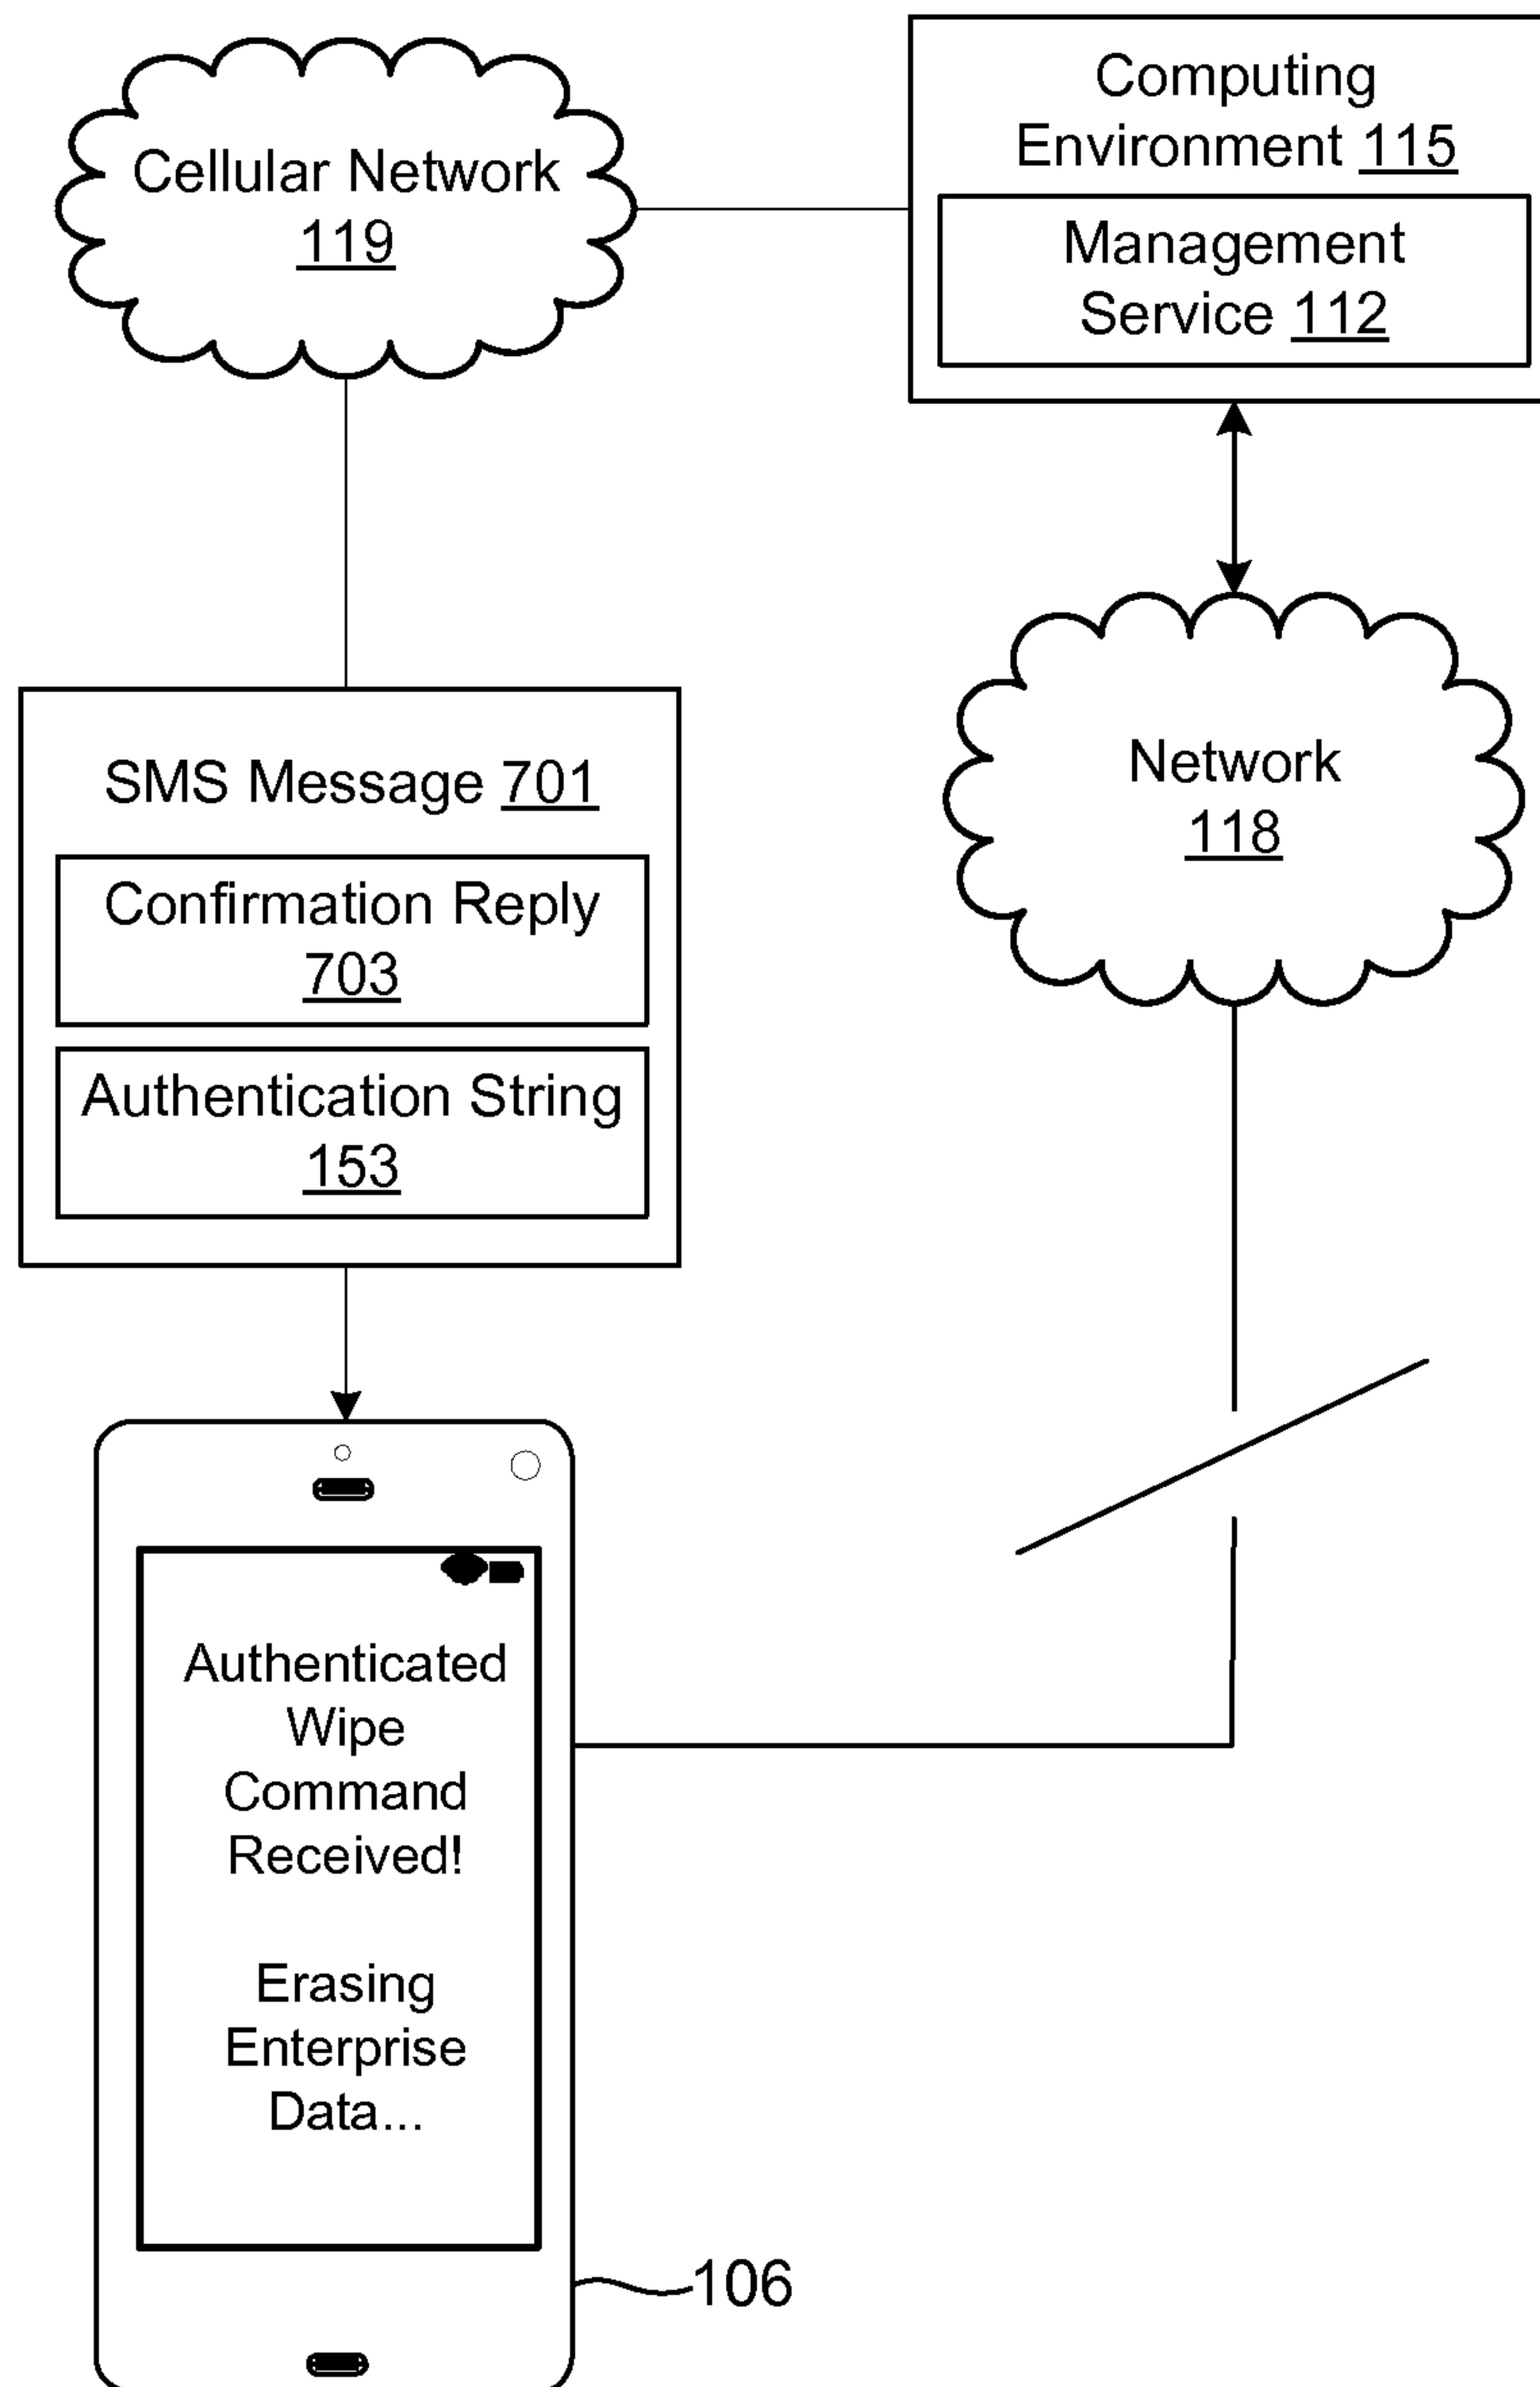 Cellular Network
119
Computing
Environment 115
Management
Service 112
Network
118
SMS Message 701
Confirmation Reply
703
Authentication String
153
Authenticated
Wipe
Command
Received!
Erasing
Enterprise
Data...
106